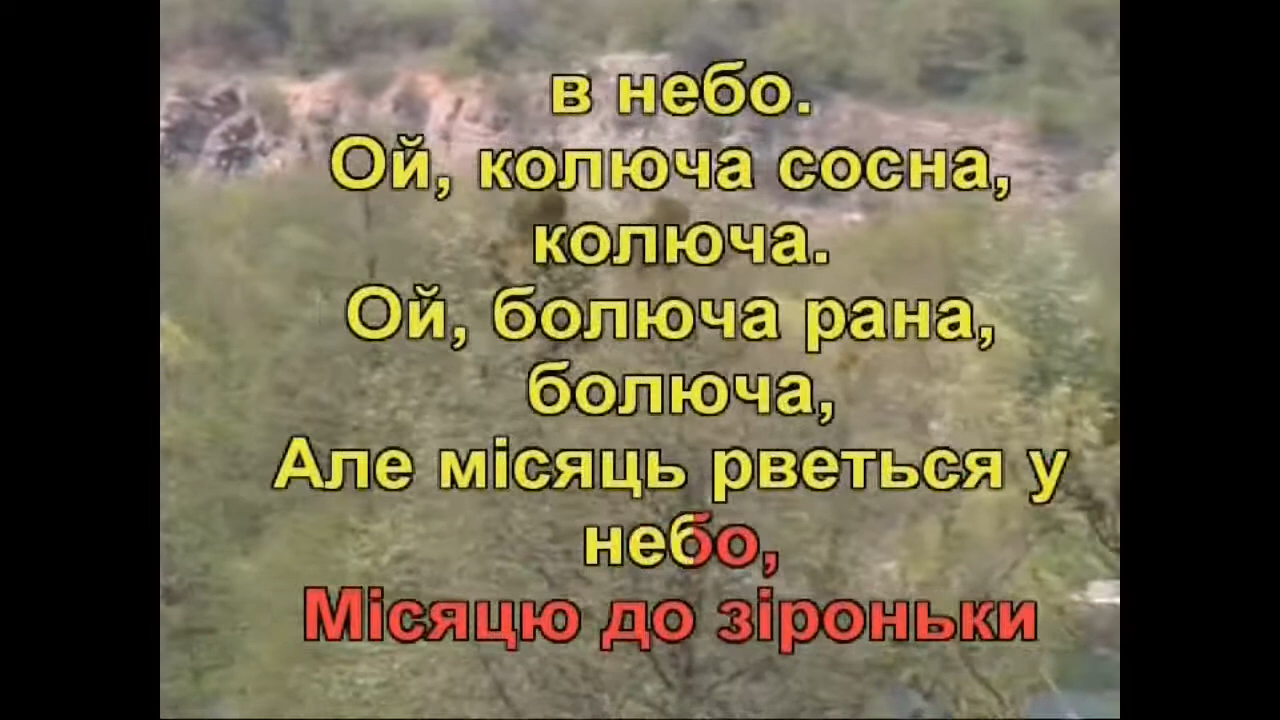 в небо.
Ой, колюча сосна,
колюча.
Ой, болюча рана,
болюча,
Але місяць рветься у
небо,
Місяцю до зіроньки